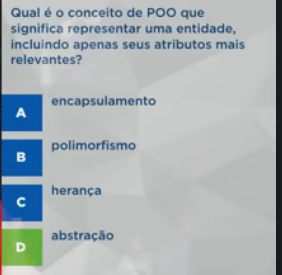 Qual é o conceito de POO que
significa representar uma entidade,
incluindo apenas seus atributos mais
relevantes?
A encapsulamento
B polimorfismo
C herança
D abstração